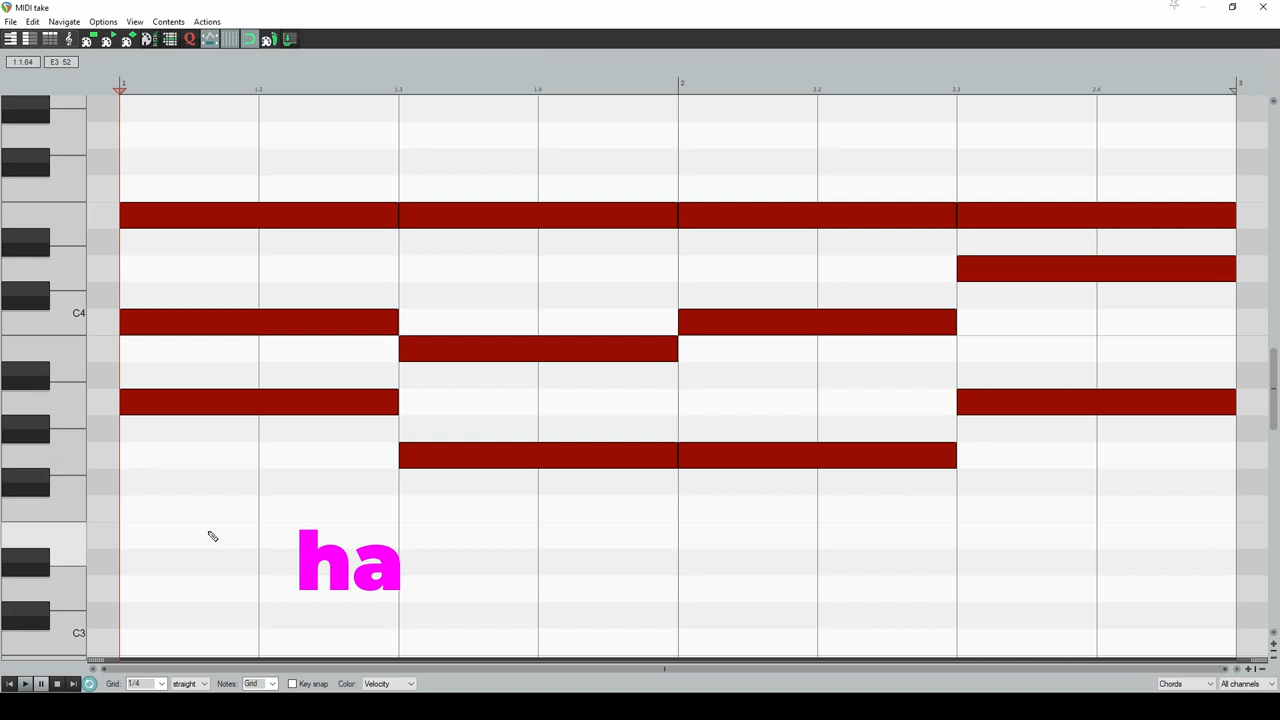 MIDI take
File Edit Navigate Options View Contents Actions
Q
1.1.64 E3 52
1 1.2 1.3 1.4 2 2.2 2.3 2.4 3
C4
ha
C3
Grid: 1/4 straight Notes: Grid Key snap Color: Velocity Chords All channels